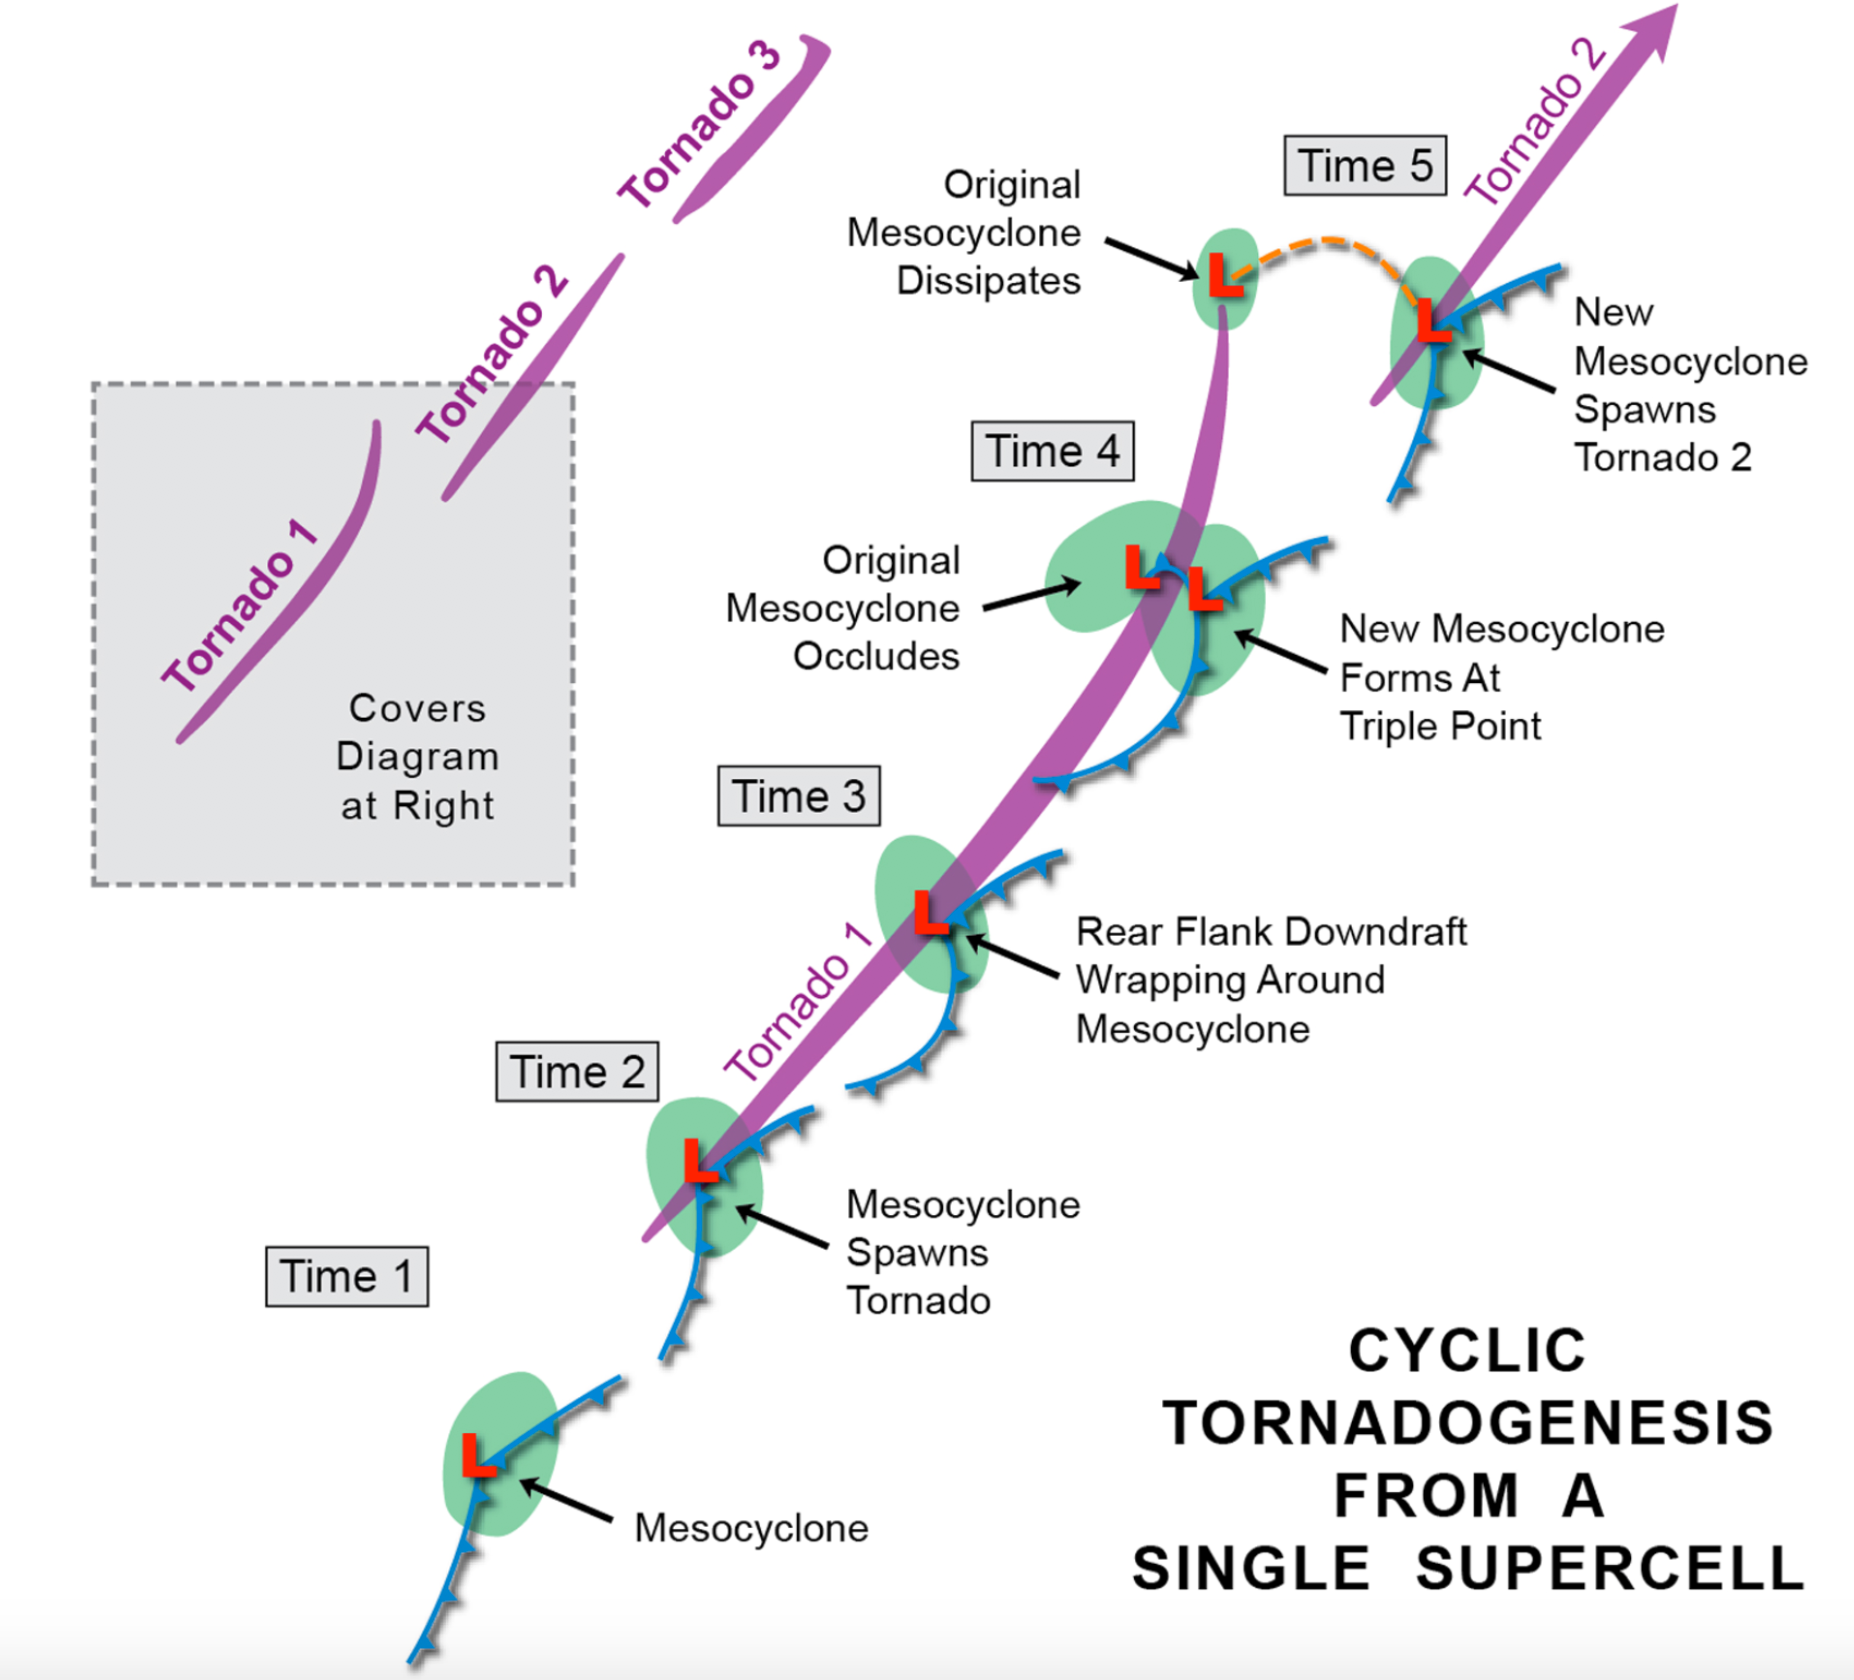 Tornado 3
Tornado 2
Tornado 1
Covers
Diagram
at Right
Tornado 2
Time 5
Original
Mesocyclone
Dissipates
L
L
New
Mesocyclone
Spawns
Tornado 2
Time 4
Original
Mesocyclone
Occludes
L
L
New Mesocyclone
Forms At
Triple Point
Time 3
L
Rear Flank Downdraft
Wrapping Around
Mesocyclone
Tornado 1
Time 2
L
Mesocyclone
Spawns
Tornado
Time 1
L
Mesocyclone
CYCLIC
TORNADOGENESIS
FROM A
SINGLE SUPERCELL